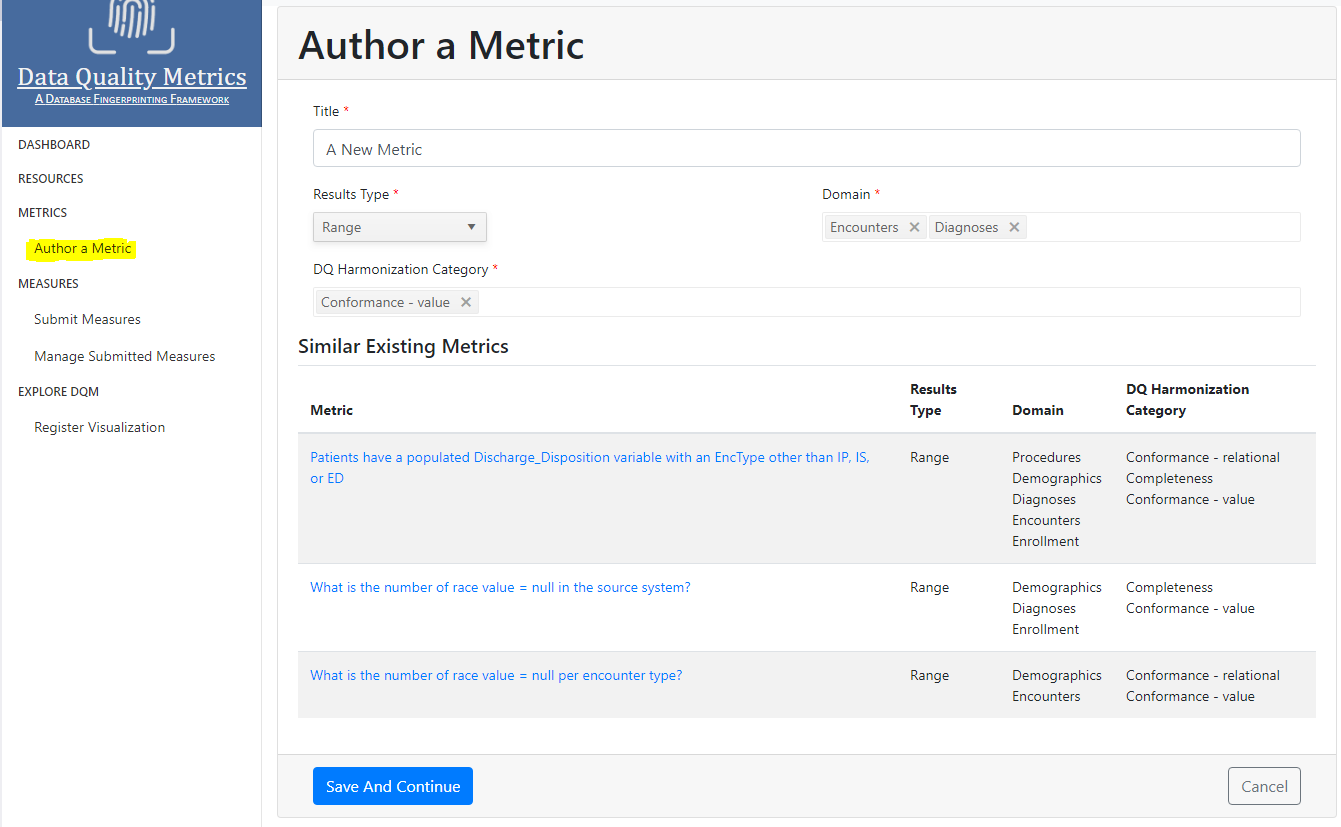 Data Quality Metrics
A Database Fingerprinting Framework
DASHBOARD
RESOURCES
METRICS
Author a Metric
MEASURES
Submit Measures
Manage Submitted Measures
EXPLORE DQM
Register Visualization
Author a Metric
Title *
A New Metric
Results Type *
Domain *
Range
Encounters ✕ Diagnoses ✕
DQ Harmonization Category *
Conformance - value ✕
Similar Existing Metrics
Metric
Results
Type
Domain
DQ Harmonization
Category
Patients have a populated Discharge_Disposition variable with an EncType other than IP, IS,
or ED
Range
Procedures
Demographics
Diagnoses
Encounters
Enrollment
Conformance - relational
Completeness
Conformance - value
What is the number of race value = null in the source system?
Range
Demographics
Diagnoses
Enrollment
Completeness
Conformance - value
What is the number of race value = null per encounter type?
Range
Demographics
Encounters
Conformance - relational
Conformance - value
Save And Continue
Cancel